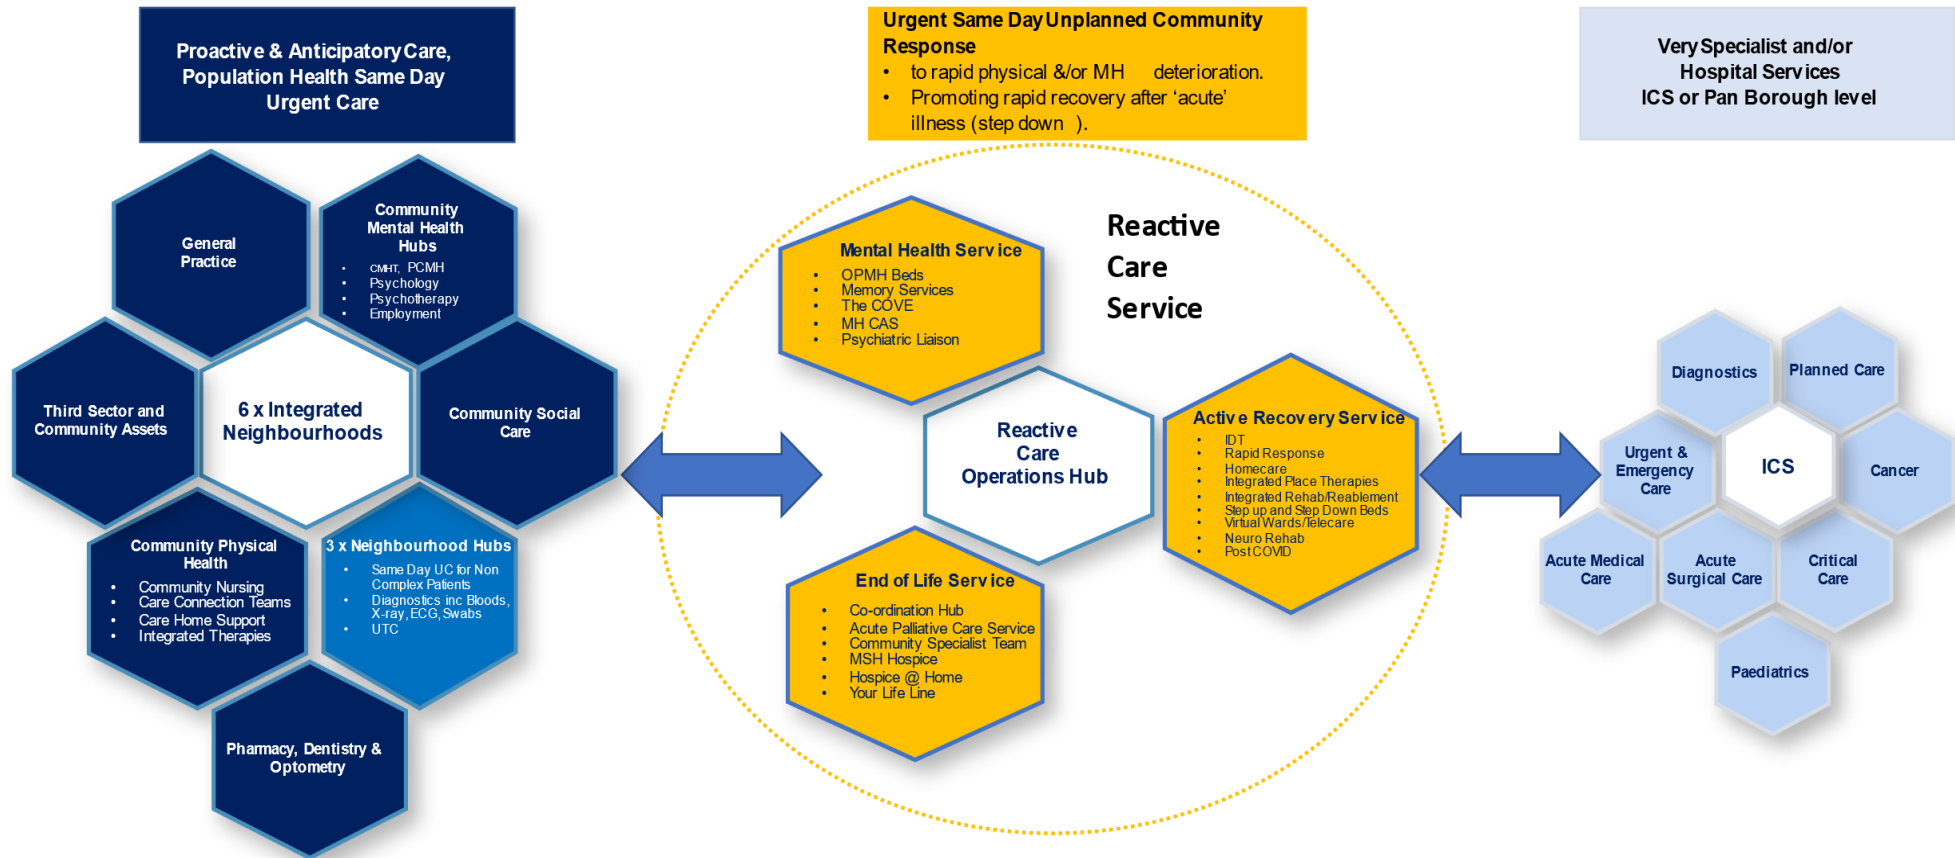 Proactive & Anticipatory Care,
Population Health Same Day
Urgent Care
General
Practice
Community
Mental Health
Hubs
• CMHT, PCMH
• Psychology
• Psychotherapy
• Employment
Third Sector and
Community Assets
6 x Integrated
Neighbourhoods
Community Social
Care
Community Physical
Health
• Community Nursing
• Care Connection Teams
• Care Home Support
• Integrated Therapies
3 x Neighbourhood Hubs
• Same Day UC for Non
Complex Patients
• Diagnostics inc Bloods,
X-ray, ECG, Swabs
• UTC
Pharmacy, Dentistry &
Optometry
Urgent Same Day Unplanned Community
Response
• to rapid physical &/or MH deterioration.
• Promoting rapid recovery after ‘acute’
illness (step down ).
Reactive
Care
Service
Mental Health Service
• OPMH Beds
• Memory Services
• The COVE
• MH CAS
• Psychiatric Liaison
Reactive
Care
Operations Hub
Active Recovery Service
• IDT
• Rapid Response
• Homecare
• Integrated Place Therapies
• Integrated Rehab/Reablement
• Step up and Step Down Beds
• Virtual Wards/Telecare
• Neuro Rehab
• Post COVID
End of Life Service
• Co-ordination Hub
• Acute Palliative Care Service
• Community Specialist Team
• MSH Hospice
• Hospice @ Home
• Your Life Line
Very Specialist and/or
Hospital Services
ICS or Pan Borough level
Diagnostics
Planned Care
Urgent &
Emergency
Care
ICS
Cancer
Acute Medical
Care
Acute
Surgical Care
Critical
Care
Paediatrics